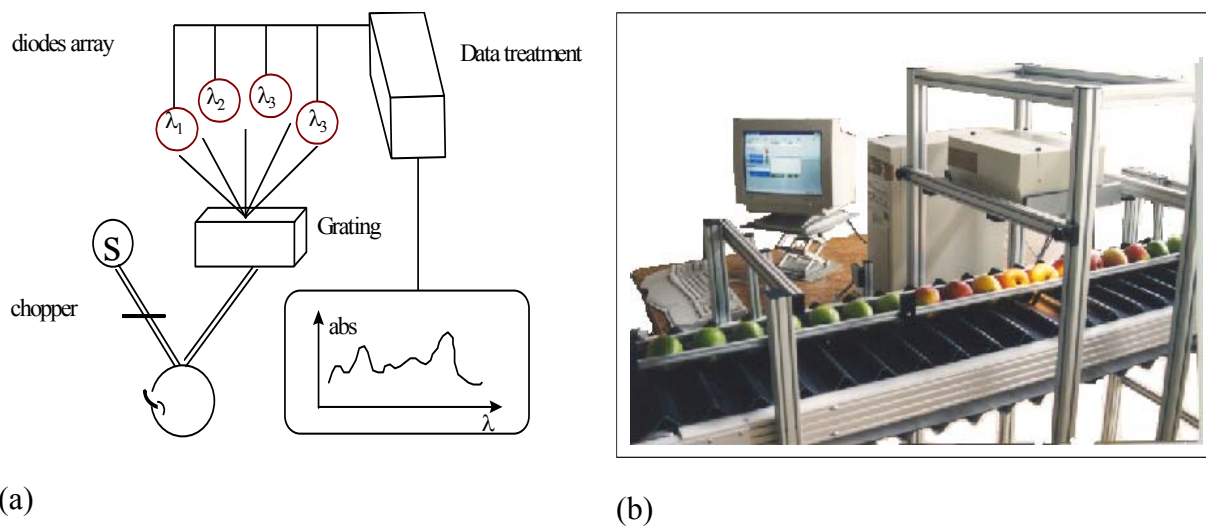 diodes array
Data treatment
λ1
λ2
λ3
λ3
Grating
S
chopper
abs
λ
(a)
(b)